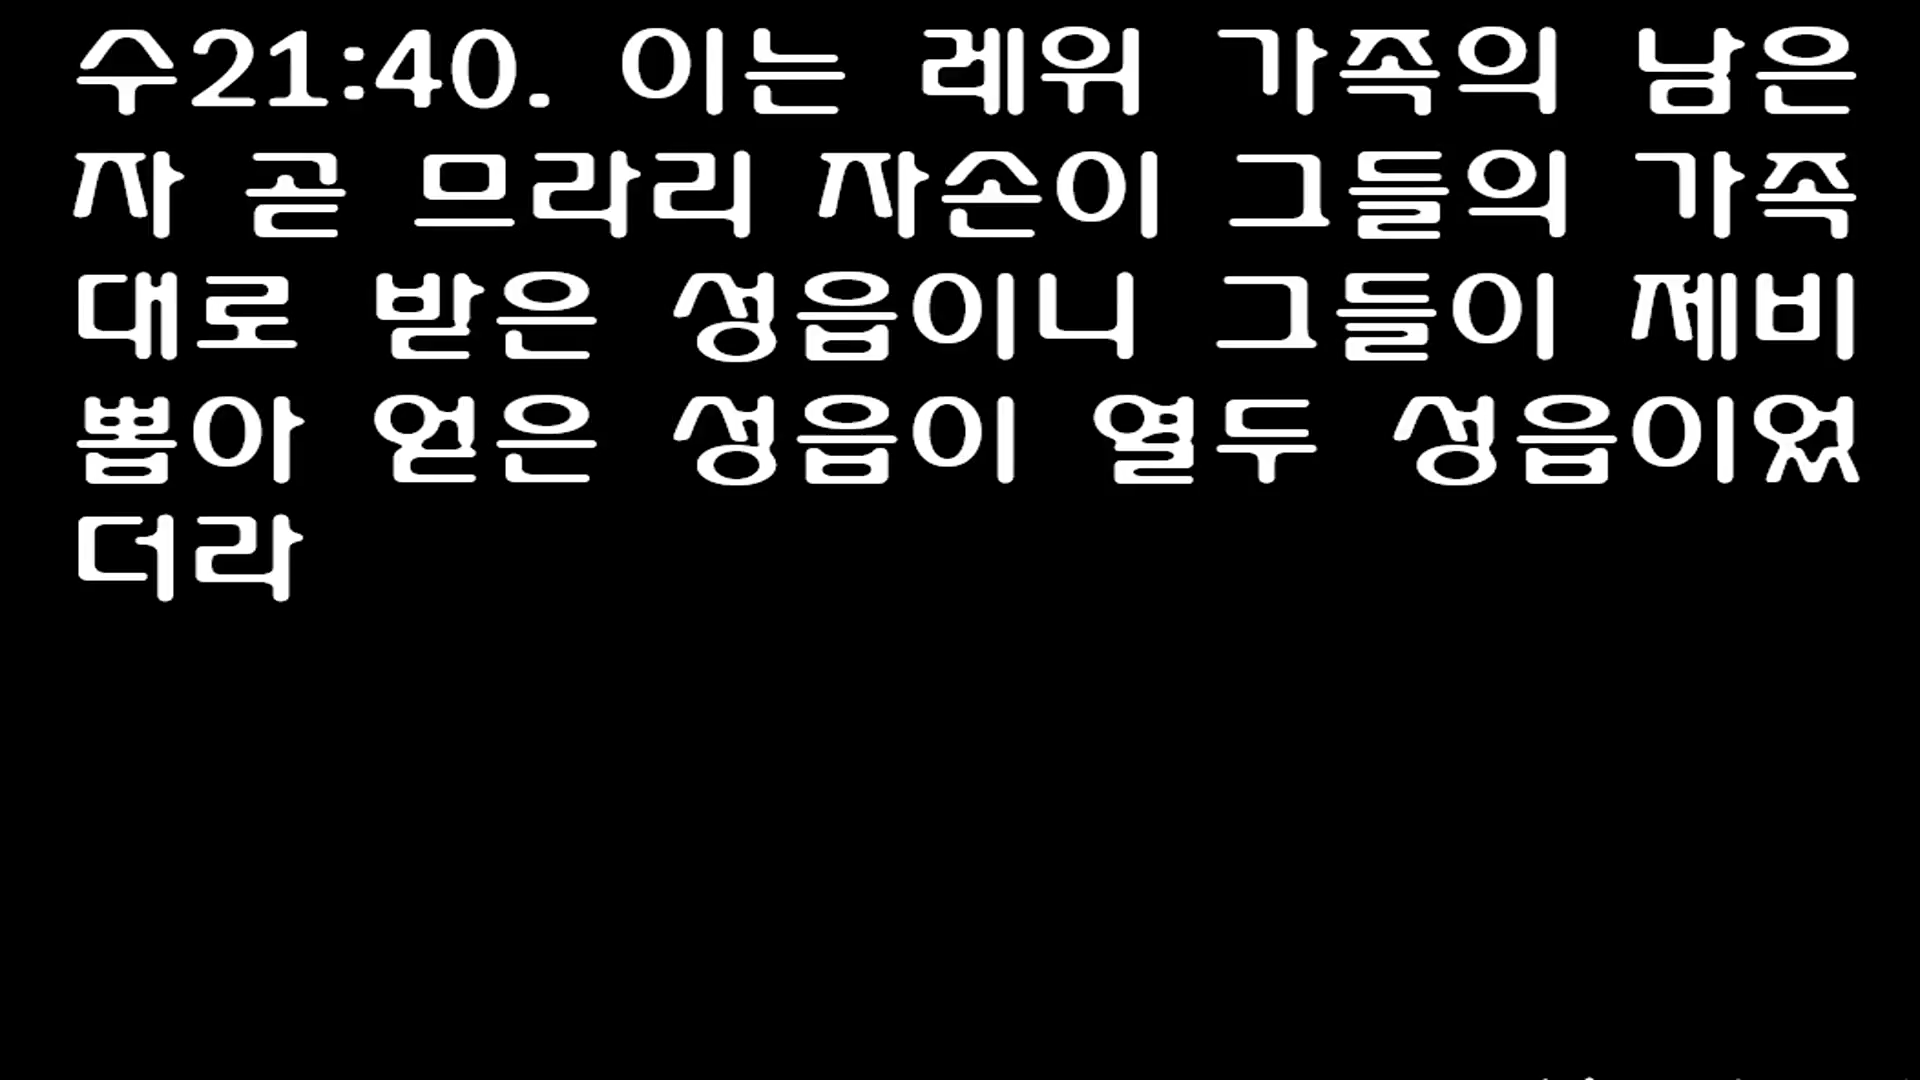 수21:40. 이는 레위 가족의 남은
자 곧 므라리 자손이 그들의 가족
대로 받은 성읍이니 그들이 제비
뽑아 얻은 성읍이 열두 성읍이었
더라